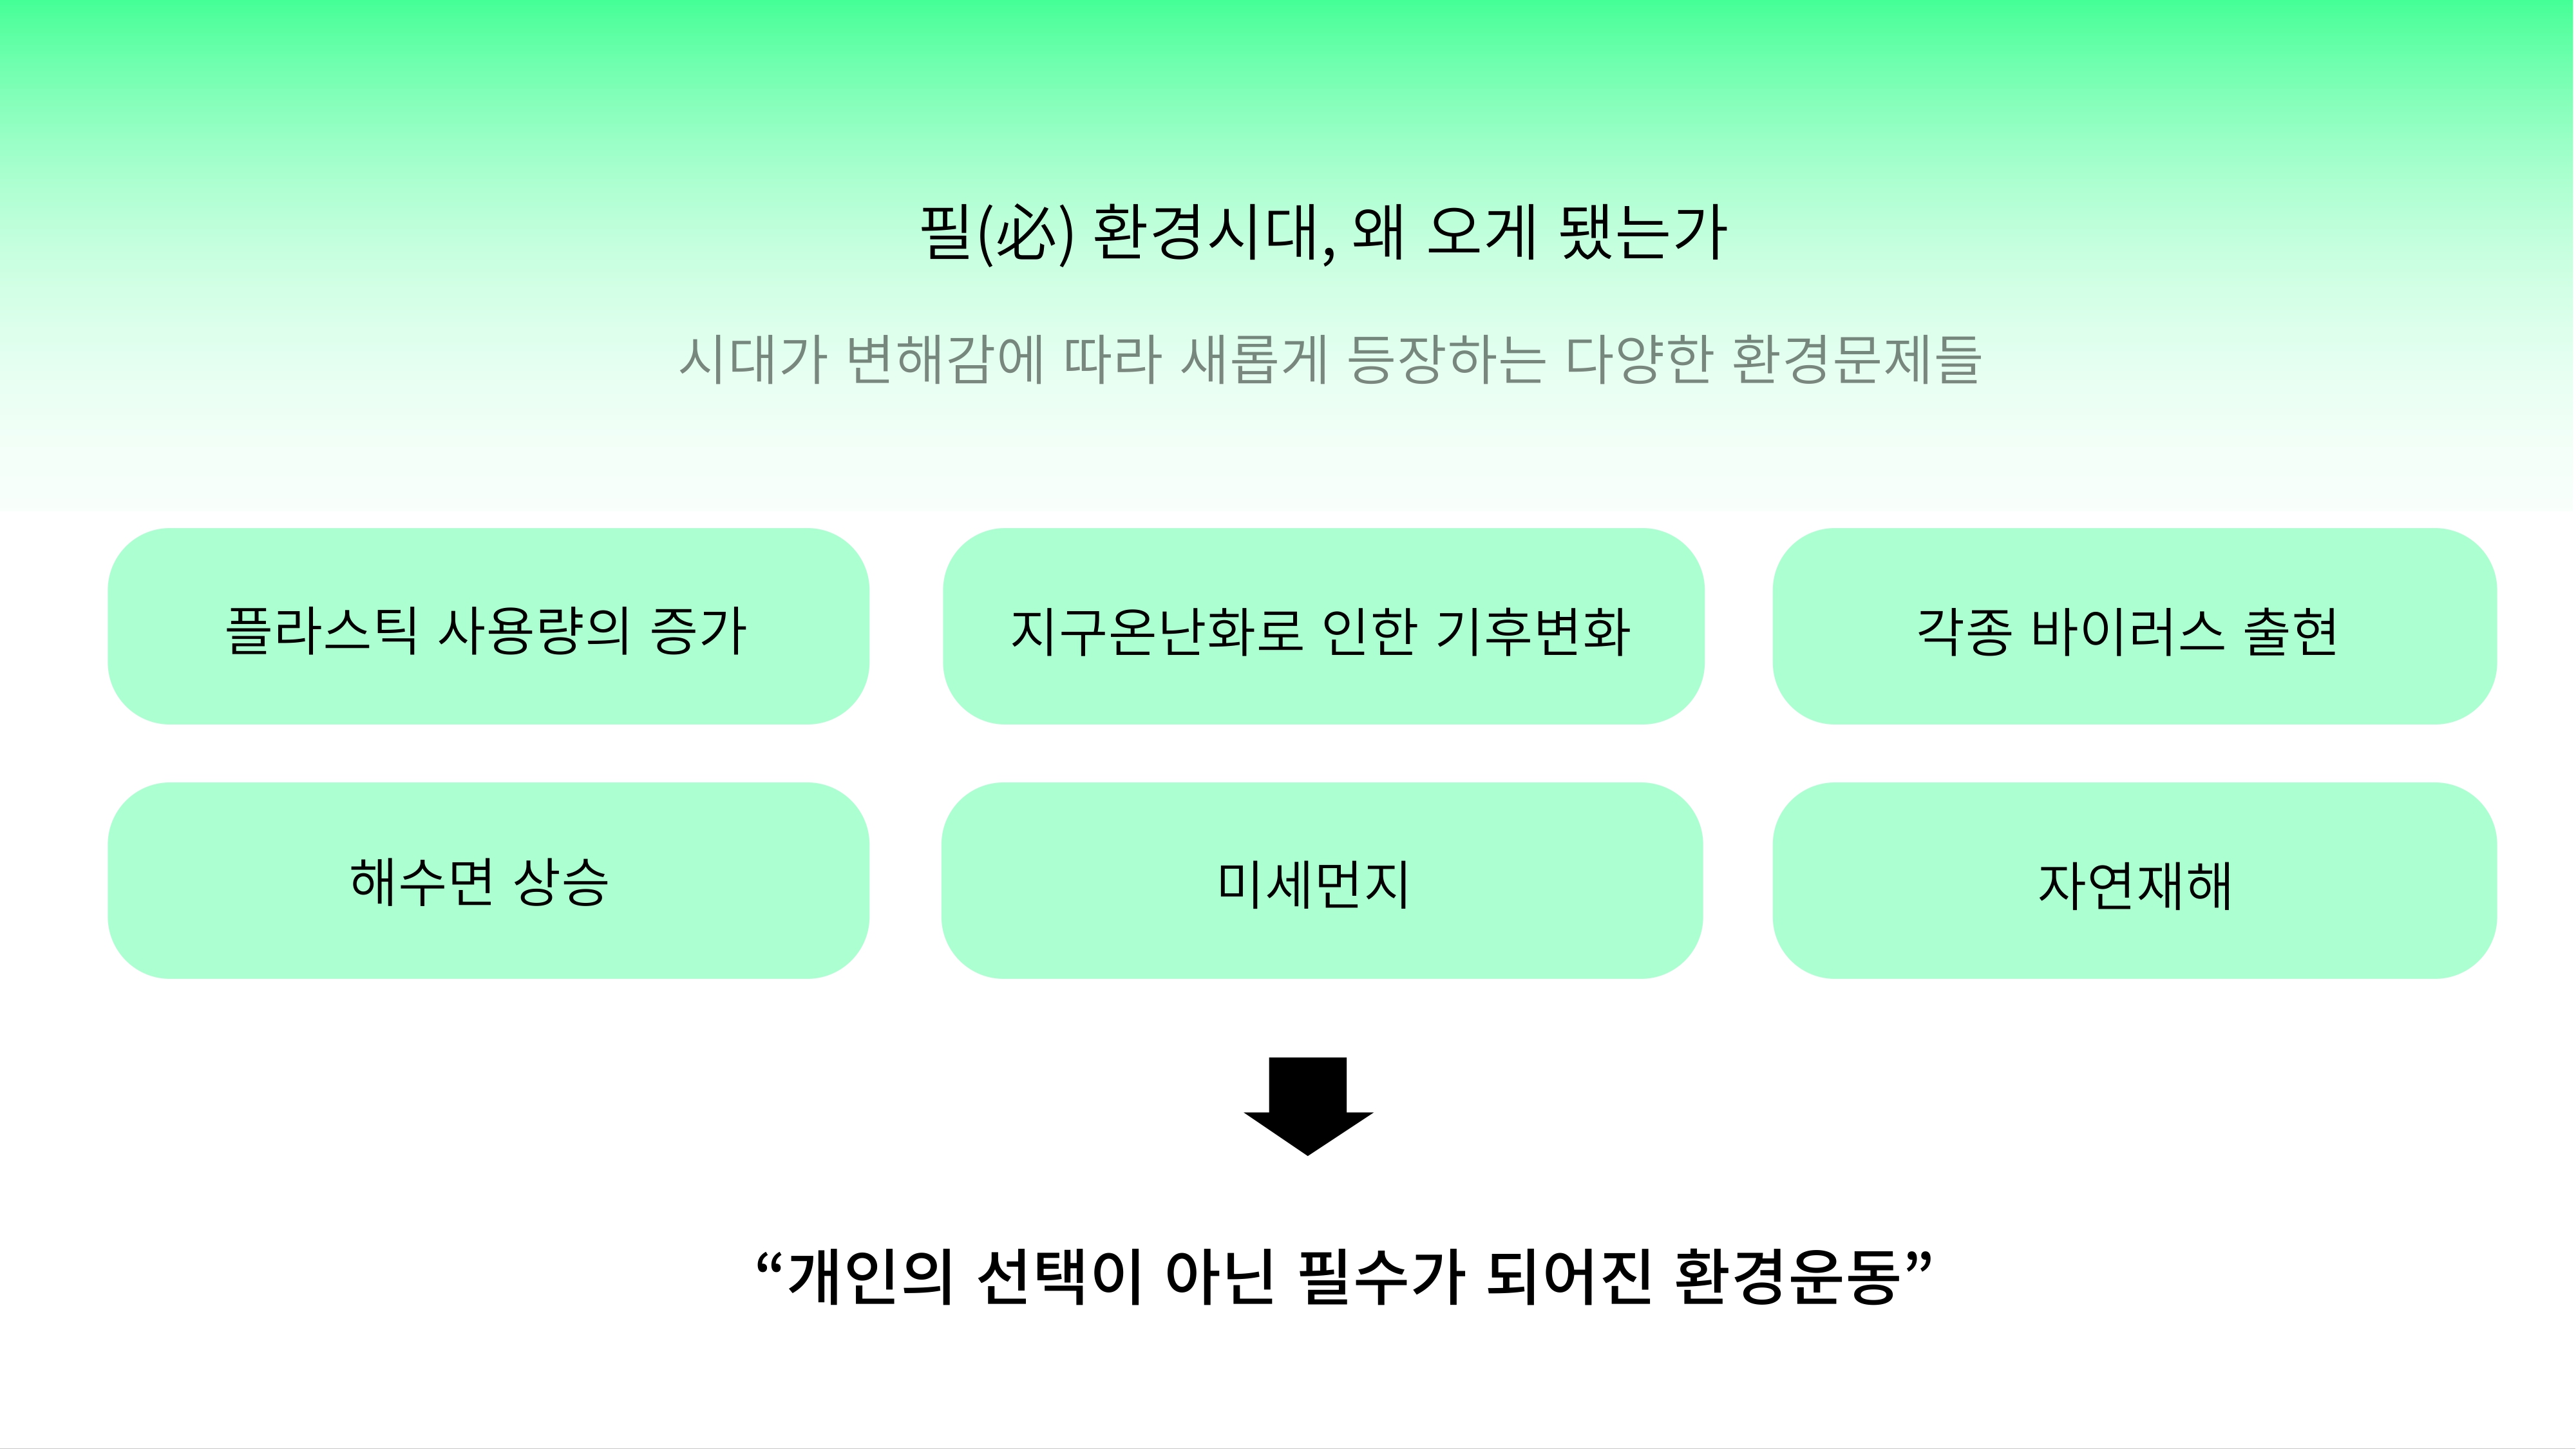 필(必) 환경시대, 왜 오게 됐는가
시대가 변해감에 따라 새롭게 등장하는 다양한 환경문제들
플라스틱 사용량의 증가
지구온난화로 인한 기후변화
각종 바이러스 출현
해수면 상승
미세먼지
자연재해
“개인의 선택이 아닌 필수가 되어진 환경운동”